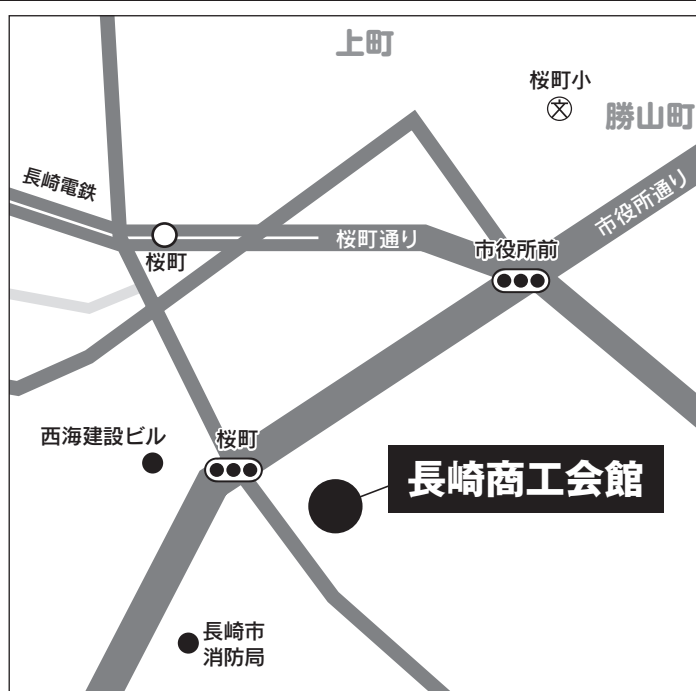 上町
桜町小
文
勝山町
長崎電鉄
市役所通り
桜町通り
市役所前
桜町
桜町
西海建設ビル
長崎商工会館
長崎市
消防局